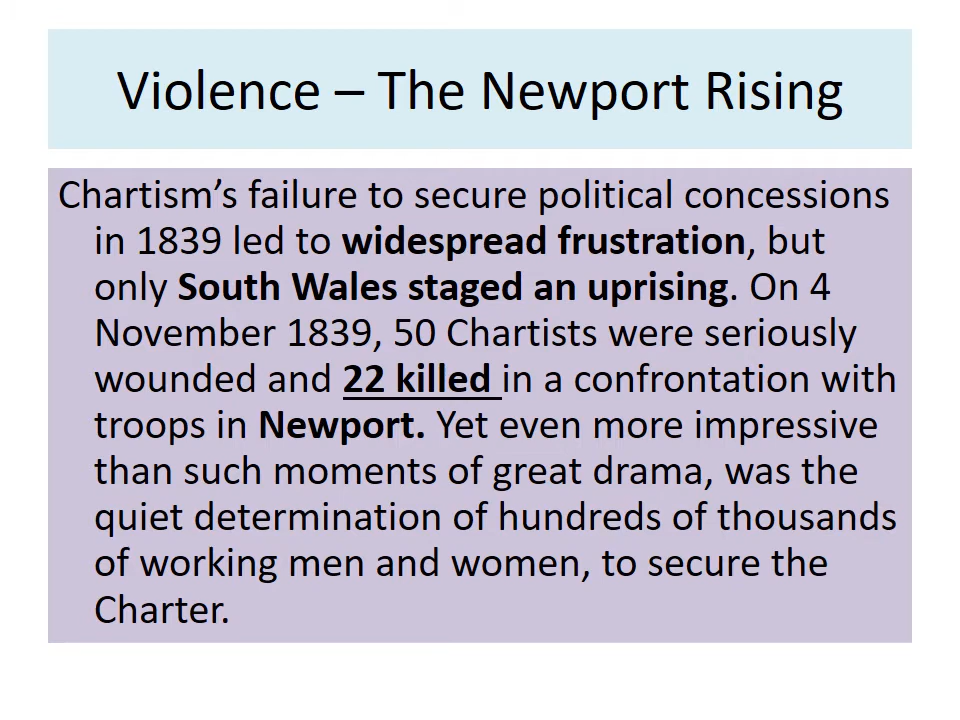 Violence – The Newport Rising
Chartism’s failure to secure political concessions
in 1839 led to widespread frustration, but
only South Wales staged an uprising. On 4
November 1839, 50 Chartists were seriously
wounded and 22 killed in a confrontation with
troops in Newport. Yet even more impressive
than such moments of great drama, was the
quiet determination of hundreds of thousands
of working men and women, to secure the
Charter.